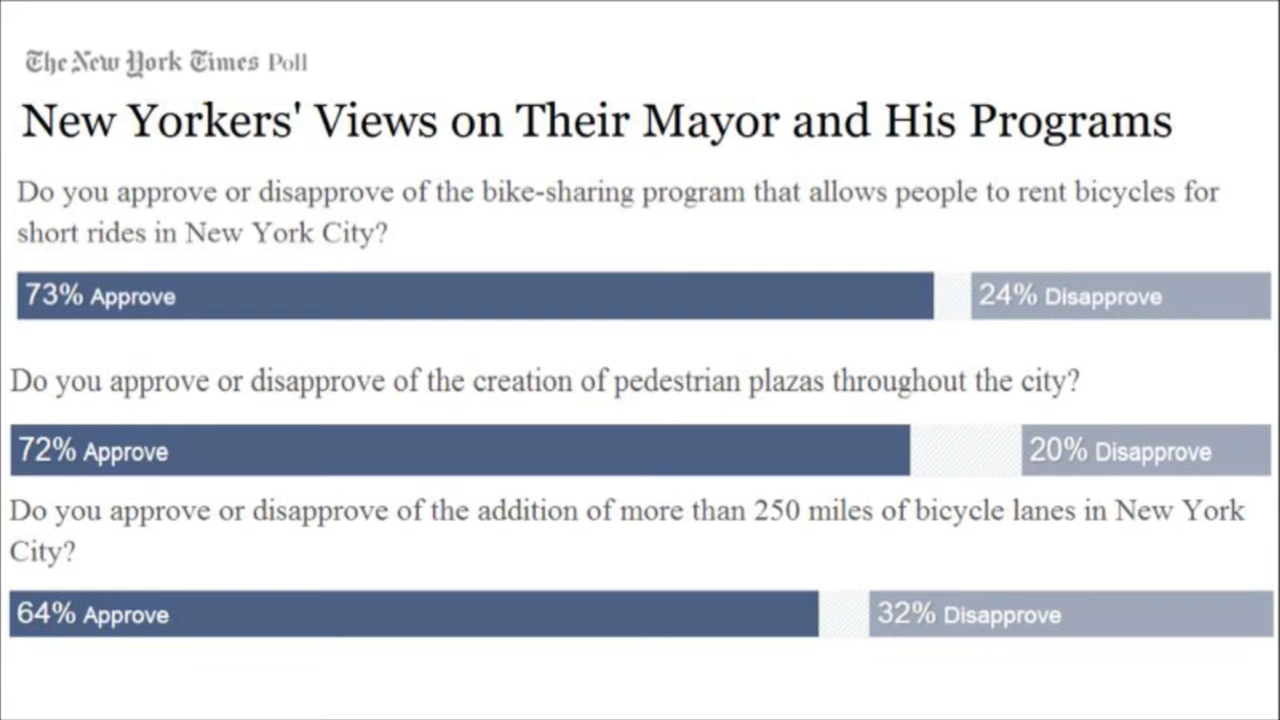 The New York Times Poll
New Yorkers' Views on Their Mayor and His Programs
Do you approve or disapprove of the bike-sharing program that allows people to rent bicycles for
short rides in New York City?
73% Approve 24% Disapprove
Do you approve or disapprove of the creation of pedestrian plazas throughout the city?
72% Approve 20% Disapprove
Do you approve or disapprove of the addition of more than 250 miles of bicycle lanes in New York
City?
64% Approve 32% Disapprove